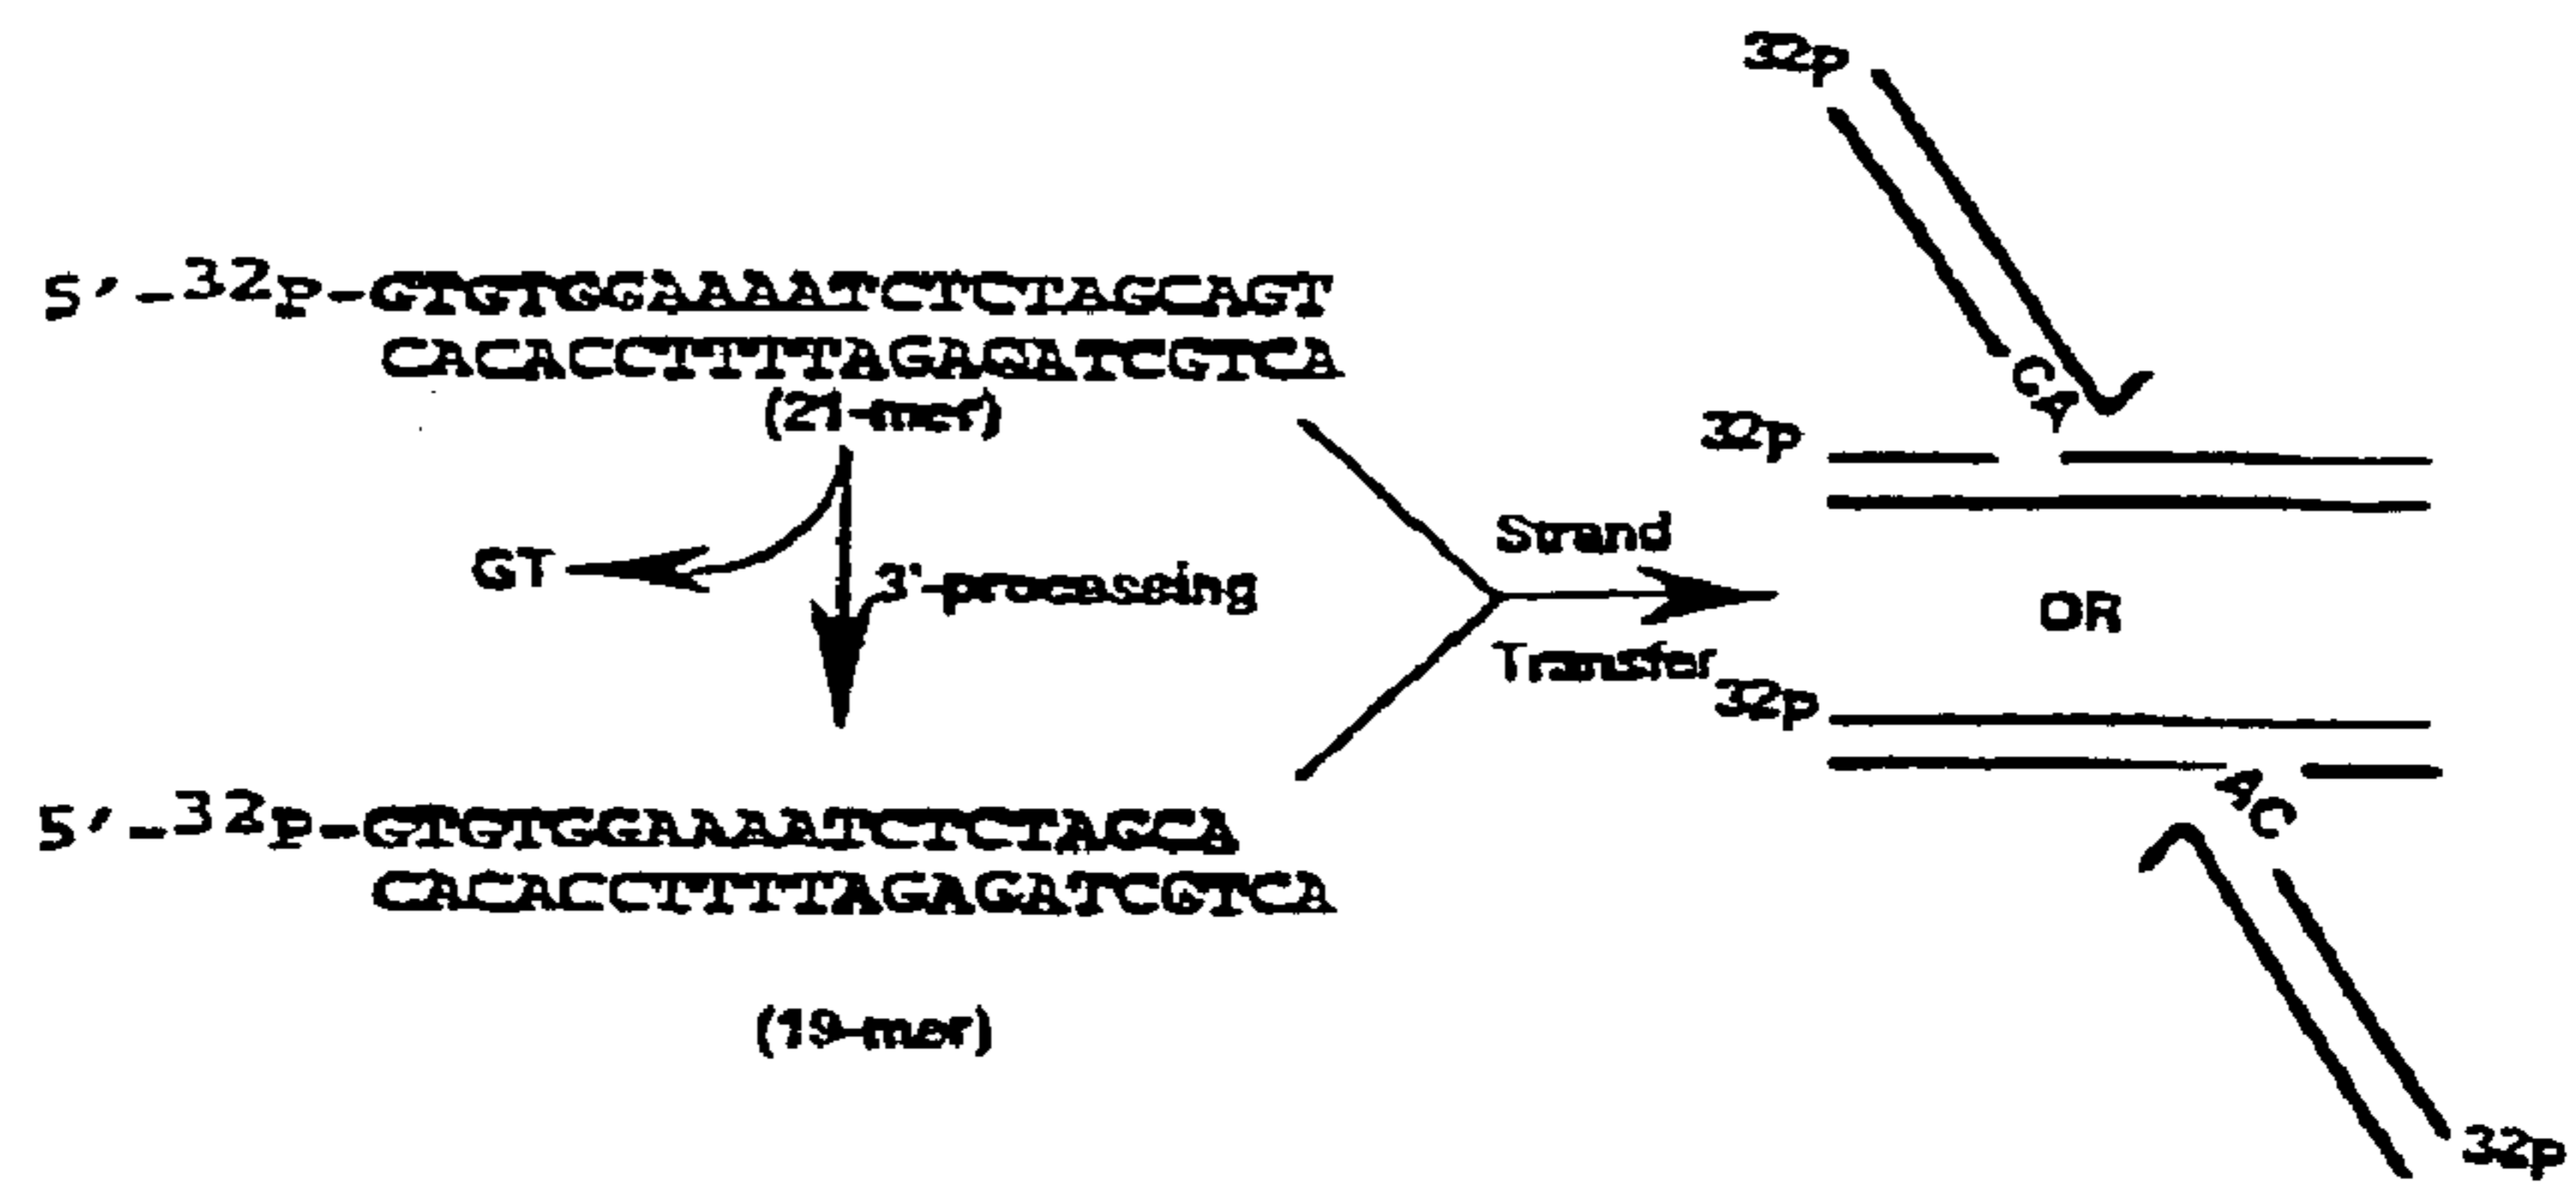 5'-32P-GTGTGGAAAATCTCTAGCAGT
CACACCTTTTAGAGATCGTCA
(21-mer)
GT
3'-processing
5'-32P-GTGTGGAAAATCTCTAGCA
CACACCTTTTAGAGATCGTCA
(19-mer)
Strand
Transfer
32P
CA
32P
OR
32P
AC
32P